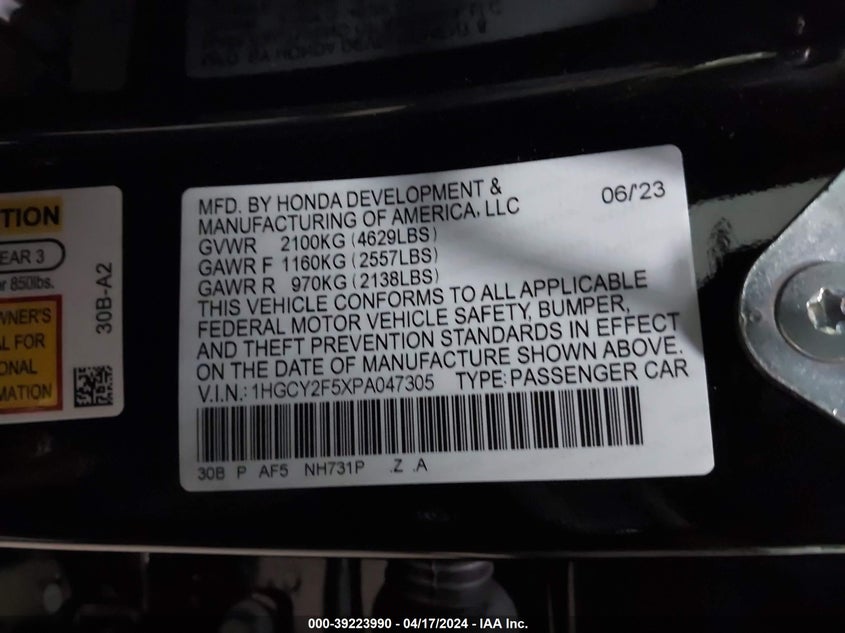 MFD. BY HONDA DEVELOPMENT &
MANUFACTURING OF AMERICA, LLC
06/'23
GVWR 2100KG (4629LBS)
GAWR F 1160KG (2557LBS)
GAWR R 970KG (2138LBS)
THIS VEHICLE CONFORMS TO ALL APPLICABLE
FEDERAL MOTOR VEHICLE SAFETY, BUMPER,
AND THEFT PREVENTION STANDARDS IN EFFECT
ON THE DATE OF MANUFACTURE SHOWN ABOVE.
V.I.N.: 1HGCY2F5XPA047305 TYPE: PASSENGER CAR
30B P AF5 NH731P .Z .A
TION
EAR 3
r 850lbs.
WNER'S
AL FOR
ONAL
MATION
30B-A2
000-39223990 - 04/17/2024 - IAA Inc.